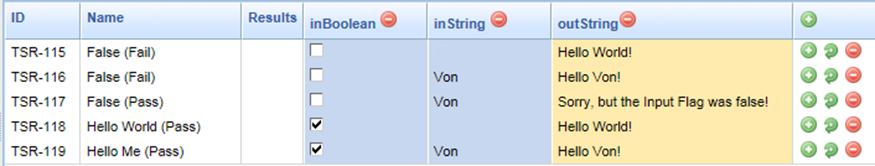 ID Name Results inBoolean inString outString
TSR-115 False (Fail) Hello World!
TSR-116 False (Fail) Von Hello Von!
TSR-117 False (Pass) Von Sorry, but the Input Flag was false!
TSR-118 Hello World (Pass) Hello World!
TSR-119 Hello Me (Pass) Von Hello Von!